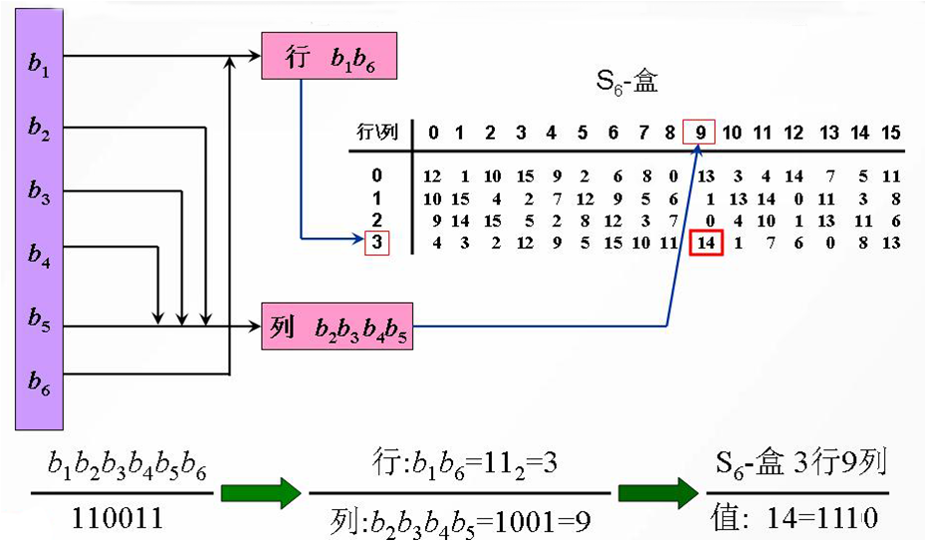 b₁
b₂
b₃
b₄
b₅
b₆
行 b₁b₆
列 b₂b₃b₄b₅
S₆-盒
行\列 0 1 2 3 4 5 6 7 8 9 10 11 12 13 14 15
0 12 1 10 15 9 2 6 8 0 13 3 4 14 7 5 11
1 10 15 4 2 7 12 9 5 6 1 13 14 0 11 3 8
2 9 14 15 5 2 8 12 3 7 0 4 10 1 13 11 6
3 4 3 2 12 9 5 15 10 11 14 1 7 6 0 8 13
b₁b₂b₃b₄b₅b₆
110011
行:b₁b₆=11₂=3
列:b₂b₃b₄b₅=1001=9
S₆-盒 3行9列
值: 14=1110